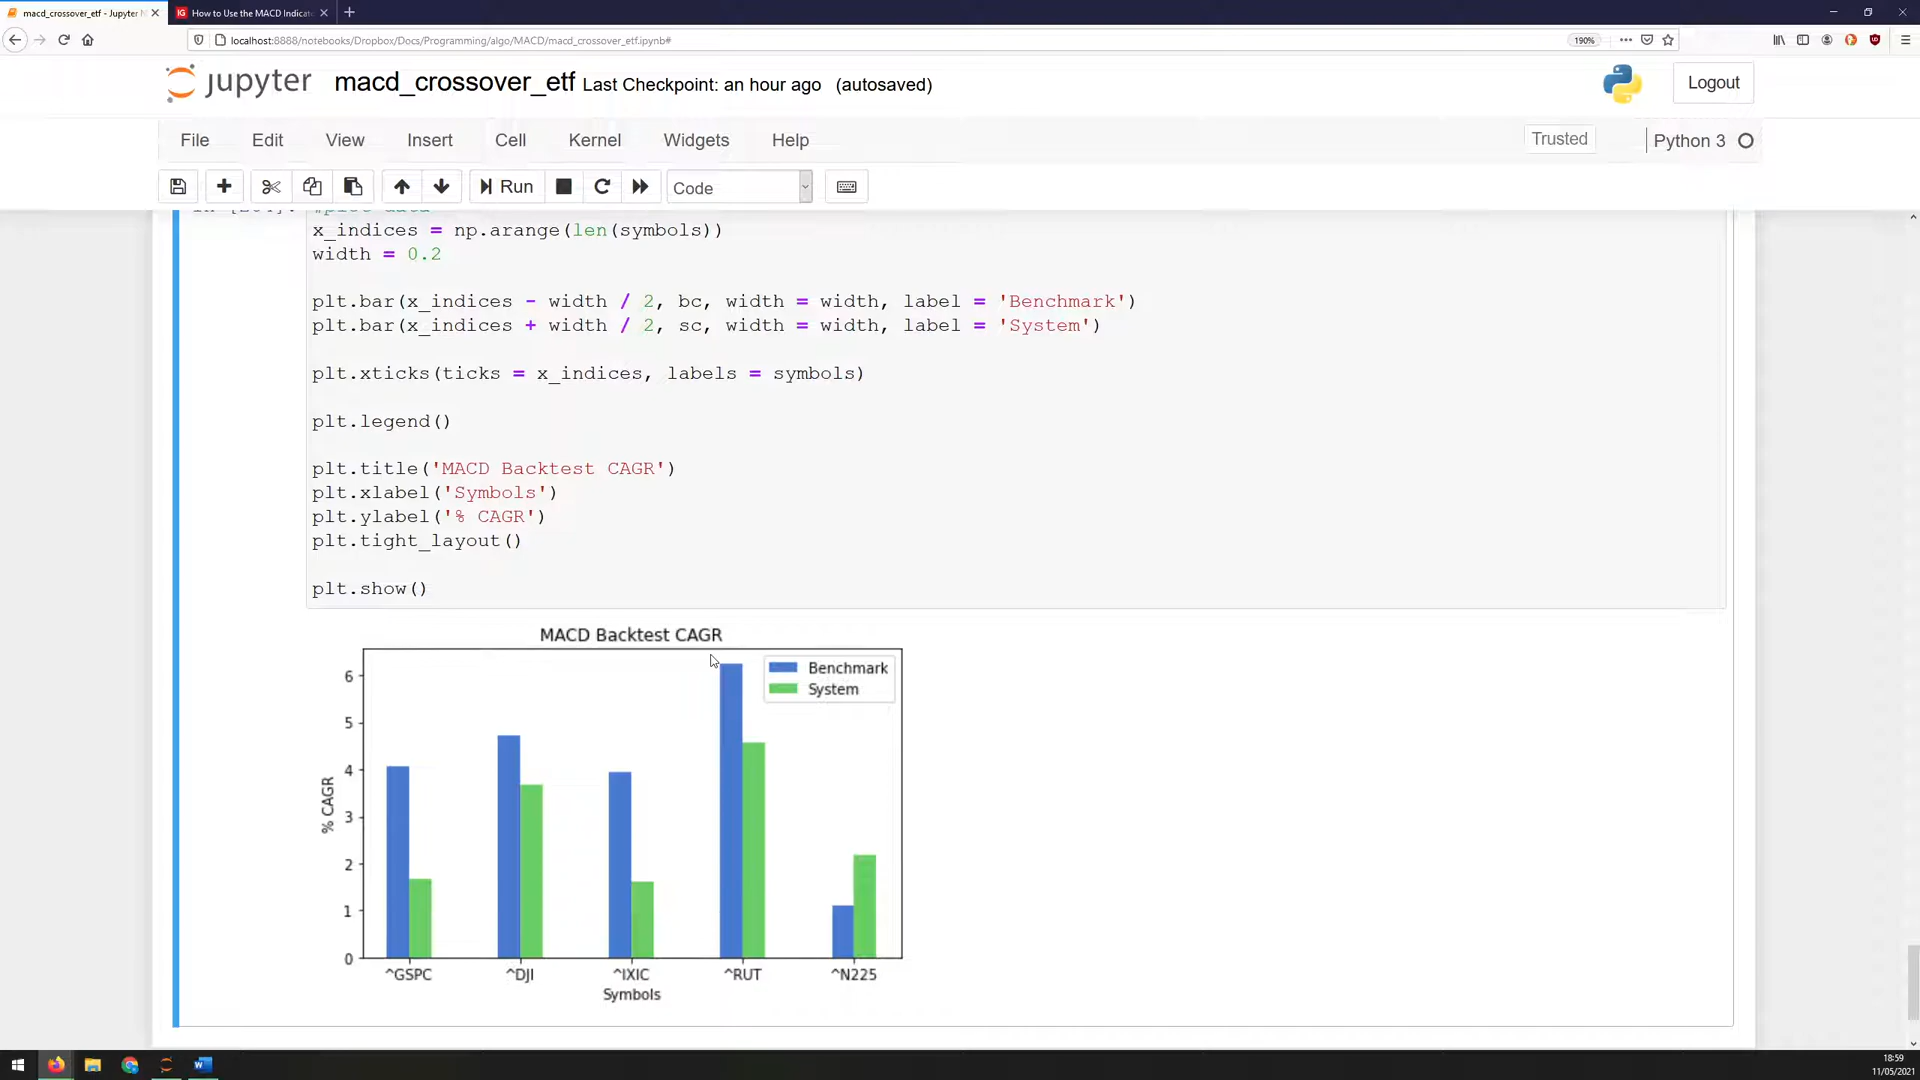 macd_crossover_etf - Jupyter N
How to Use the MACD Indicat
localhost:8888/notebooks/Dropbox/Docs/Programming/algo/MACD/macd_crossover_etf.ipynb#
190%
jupyter macd_crossover_etf Last Checkpoint: an hour ago (autosaved)
Logout
File Edit View Insert Cell Kernel Widgets Help
Trusted
Python 3
Run
Code
#plot data
x_indices = np.arange(len(symbols))
width = 0.2
plt.bar(x_indices - width / 2, bc, width = width, label = 'Benchmark')
plt.bar(x_indices + width / 2, sc, width = width, label = 'System')
plt.xticks(ticks = x_indices, labels = symbols)
plt.legend()
plt.title('MACD Backtest CAGR')
plt.xlabel('Symbols')
plt.ylabel('% CAGR')
plt.tight_layout()
plt.show()
MACD Backtest CAGR
Benchmark
System
6
5
4
3
2
1
0
% CAGR
^GSPC ^DJI ^IXIC ^RUT ^N225
Symbols
18:59
11/05/2021